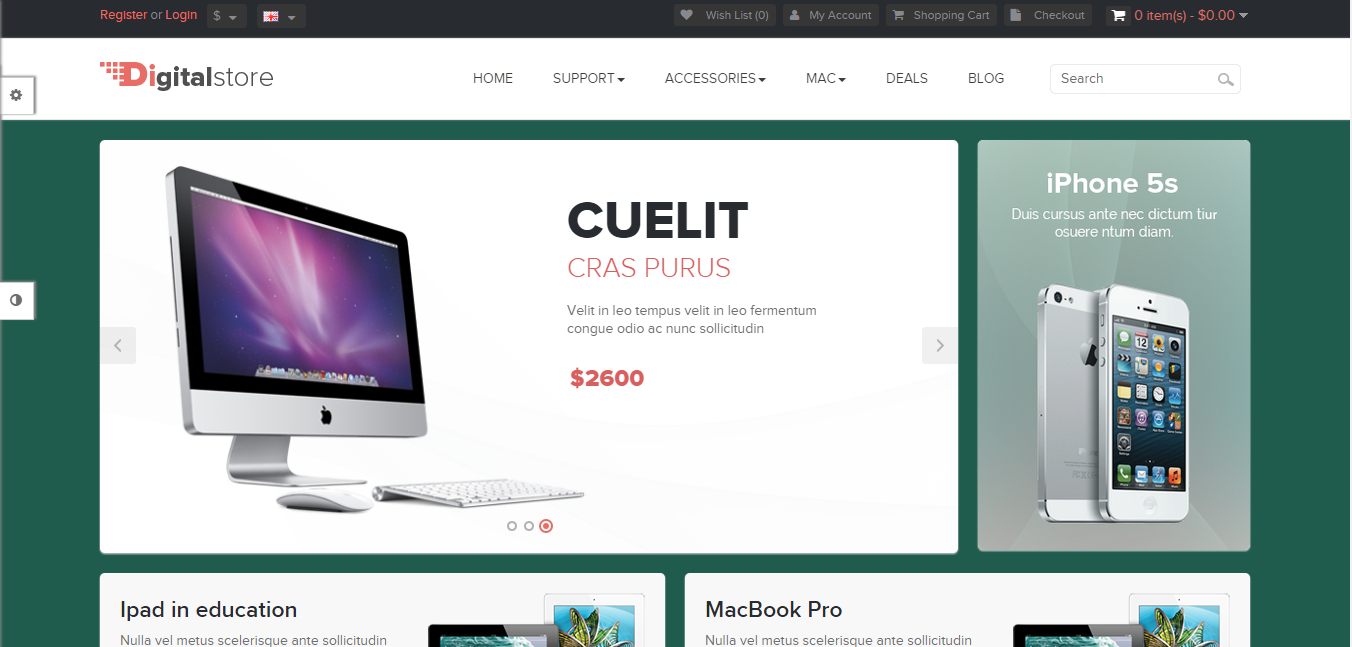 Register or Login $ Wish List (0) My Account Shopping Cart Checkout 0 item(s) - $0.00
Digitalstore HOME SUPPORT ACCESSORIES MAC DEALS BLOG Search
CUELIT
CRAS PURUS
Velit in leo tempus velit in leo fermentum
congue odio ac nunc sollicitudin
$2600
iPhone 5s
Duis cursus ante nec dictum tiur
osuere ntum diam.
Ipad in education
Nulla vel metus scelerisque ante sollicitudin
MacBook Pro
Nulla vel metus scelerisque ante sollicitudin